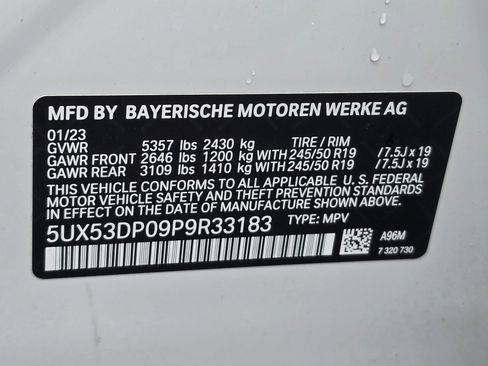 MFD BY BAYERISCHE MOTOREN WERKE AG
01/23
GVWR 5357 lbs 2430 kg TIRE / RIM
GAWR FRONT 2646 lbs 1200 kg WITH 245/50 R19 /7.5J x 19
GAWR REAR 3109 lbs 1410 kg WITH 245/50 R19 /7.5J x 19
THIS VEHICLE CONFORMS TO ALL APPLICABLE U. S. FEDERAL
MOTOR VEHICLE SAFETY AND THEFT PREVENTION
STANDARDS IN EFFECT ON THE DATE OF MANUFACTURE SHOWN ABOVE.
5UX53DP09P9R33183 TYPE: MPV
A96M
7 320 730